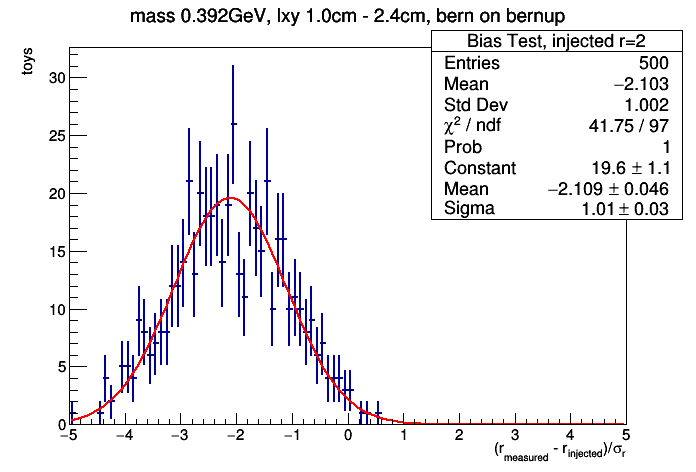 mass 0.392GeV, lxy 1.0cm - 2.4cm, bern on bernup
toys
Bias Test, injected r=2
Entries 500
Mean −2.103
Std Dev 1.002
χ² / ndf 41.75 / 97
Prob 1
Constant 19.6 ± 1.1
Mean −2.109 ± 0.046
Sigma 1.01 ± 0.03
30
25
20
15
10
5
0
−5 −4 −3 −2 −1 0 1 2 3 4 5
(r_measured - r_injected)/σ_r